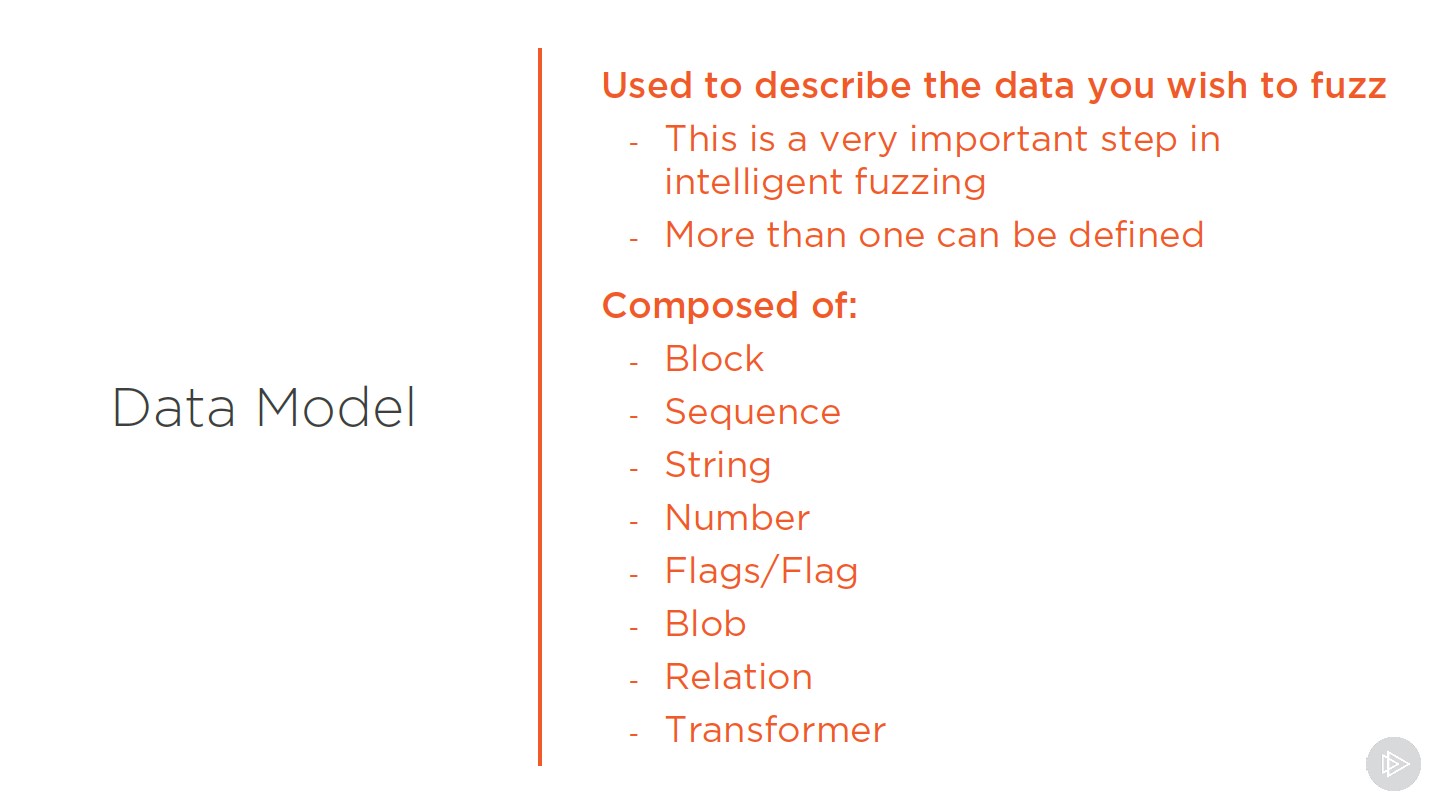 Data Model
Used to describe the data you wish to fuzz
- This is a very important step in
intelligent fuzzing
- More than one can be defined
Composed of:
- Block
- Sequence
- String
- Number
- Flags/Flag
- Blob
- Relation
- Transformer